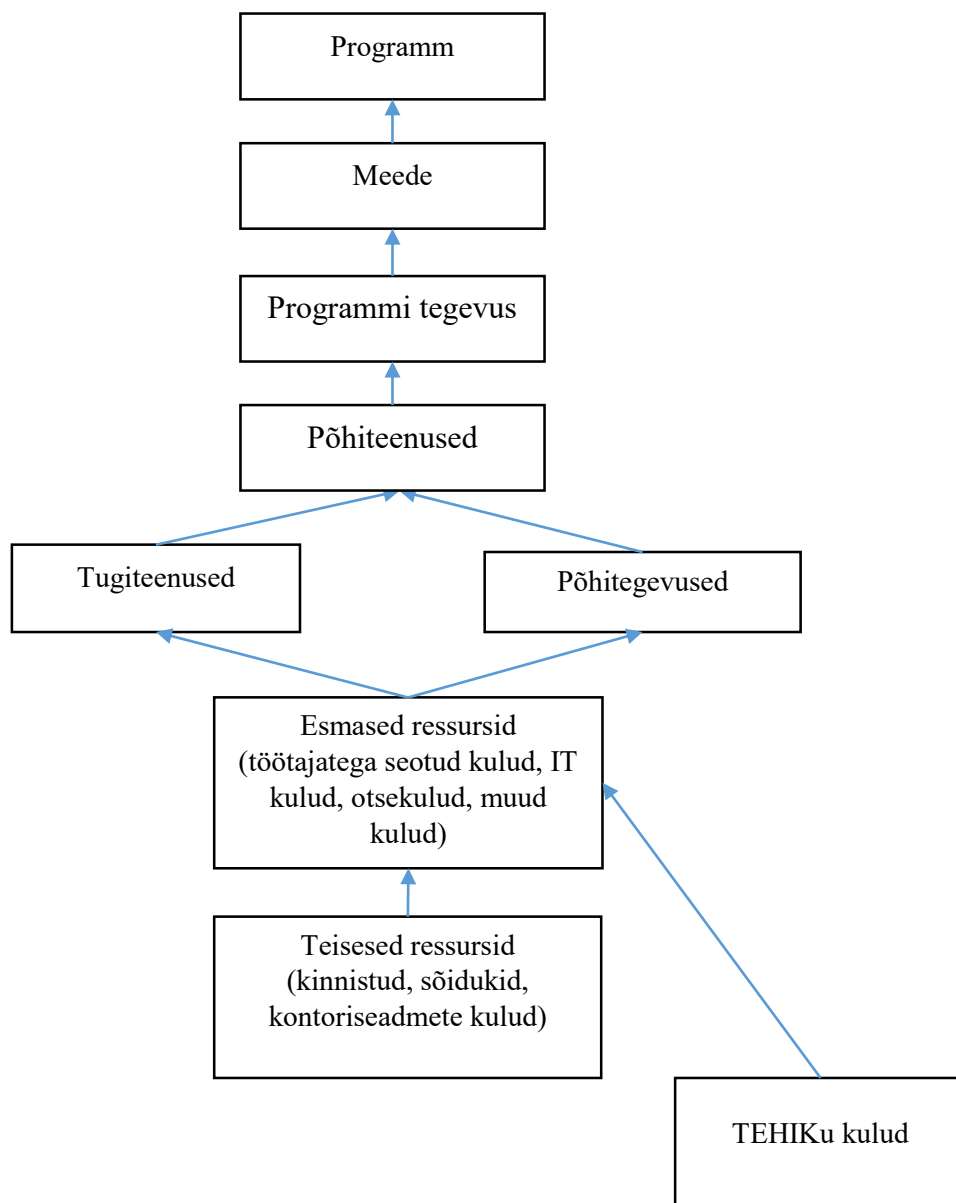 Programm
Meede
Programmi tegevus
Põhiteenused
Tugiteenused
Põhitegevused
Esmased ressursid
(töötajatega seotud kulud, IT
kulud, otsekulud, muud
kulud)
Teisesed ressursid
(kinnistud, sõidukid,
kontoriseadmete kulud)
TEHIKu kulud